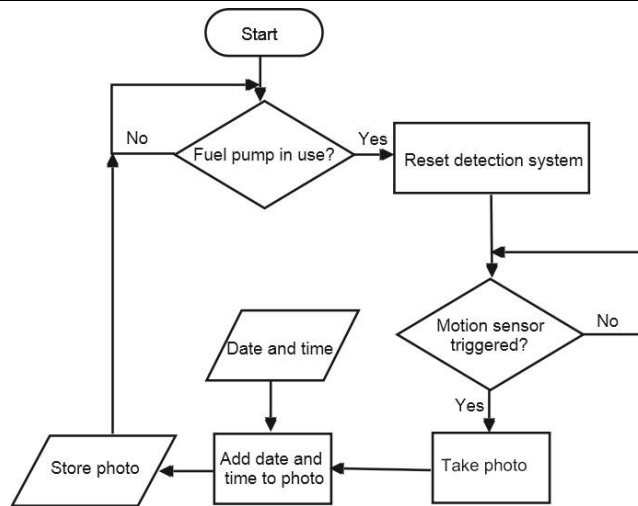 Start
No
Fuel pump in use?
Yes
Reset detection system
Motion sensor
triggered?
No
Yes
Date and time
Store photo
Add date and
time to photo
Take photo